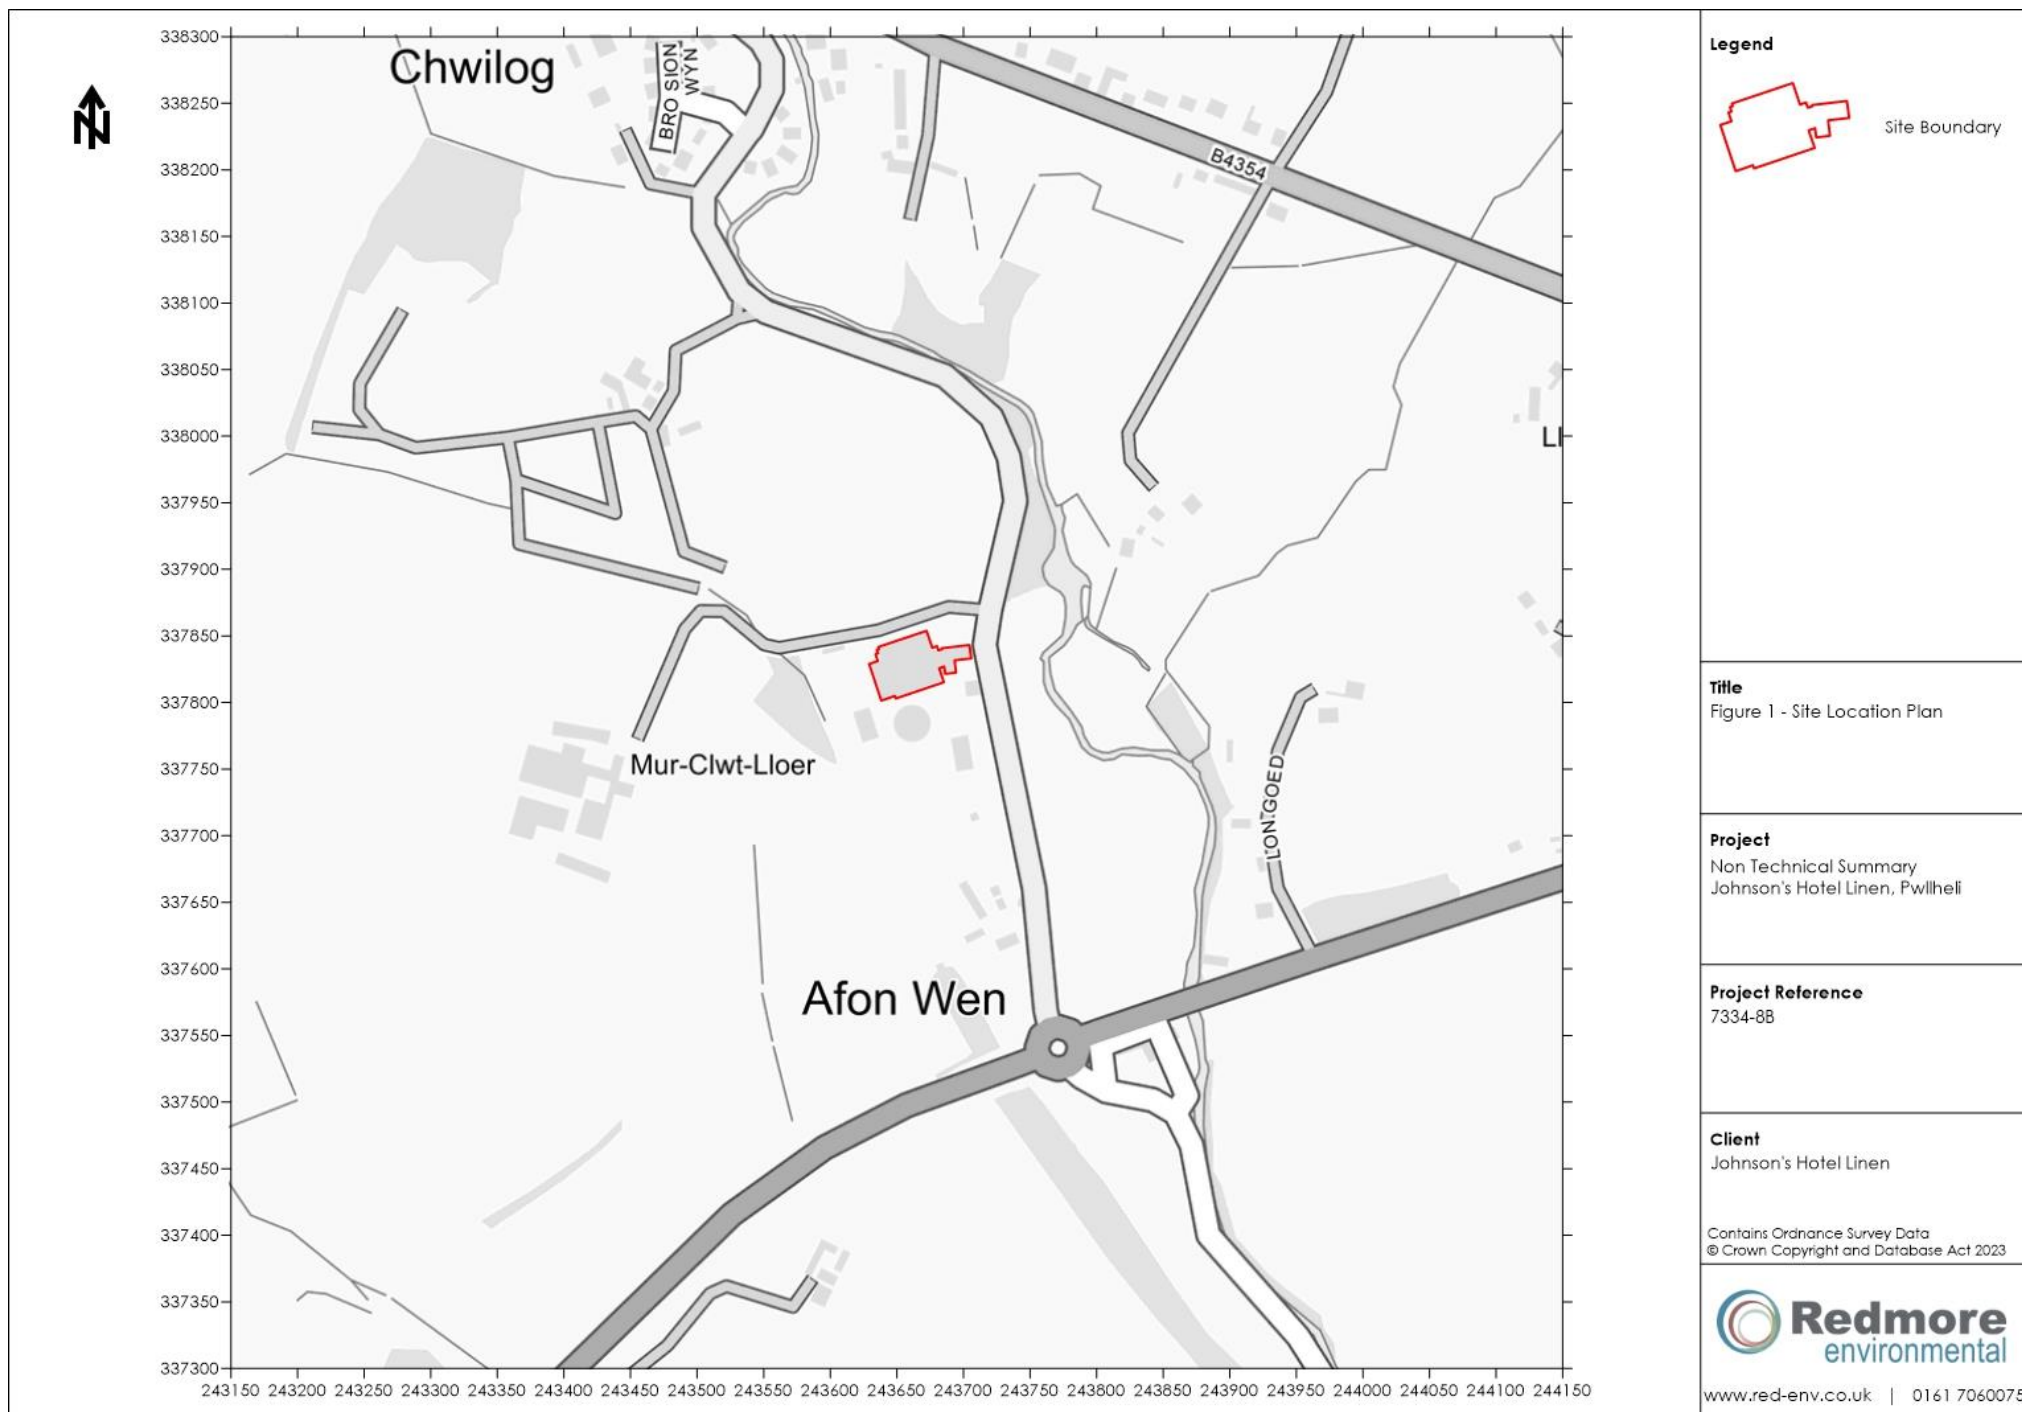 338300
338250
338200
338150
338100
338050
338000
337950
337900
337850
337800
337750
337700
337650
337600
337550
337500
337450
337400
337350
337300
243150 243200 243250 243300 243350 243400 243450 243500 243550 243600 243650 243700 243750 243800 243850 243900 243950 244000 244050 244100 244150
N
Chwilog
BRO SION
WYN
B4354
Ll
Mur-Clwt-Lloer
LON GOED
Afon Wen
Legend
Site Boundary
Title
Figure 1 - Site Location Plan
Project
Non Technical Summary
Johnson's Hotel Linen, Pwllheli
Project Reference
7334-8B
Client
Johnson's Hotel Linen
Contains Ordnance Survey Data
© Crown Copyright and Database Act 2023
Redmore
environmental
www.red-env.co.uk | 0161 7060075